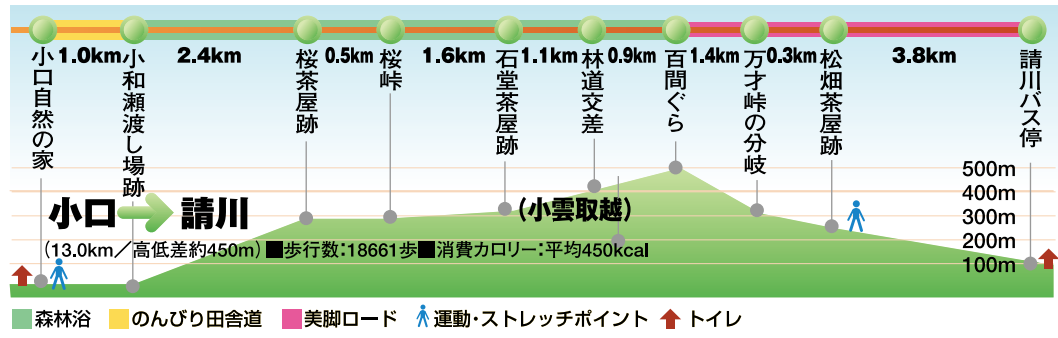 1.0km 2.4km 0.5km 1.6km 1.1km 0.9km 1.4km 0.3km 3.8km
小口自然の家
小和瀬渡し場跡
桜茶屋跡
桜峠
石堂茶屋跡
林道交差
百間ぐら
万才峠の分岐
松畑茶屋跡
請川バス停
500m
400m
300m
200m
100m
小口 請川
(小雲取越)
(13.0km/高低差約450m)■歩行数:18661歩■消費カロリー:平均450kcal
森林浴 のんびり田舎道 美脚ロード 運動・ストレッチポイント トイレ